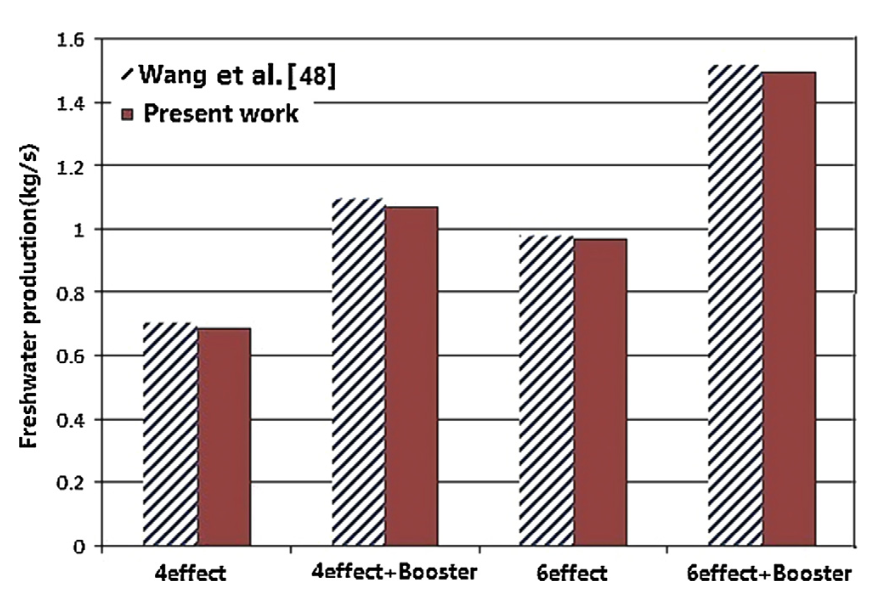 1.6
1.4
1.2
1
0.8
0.6
0.4
0.2
0
Freshwater production(kg/s)
Wang et al.[48]
Present work
4effect
4effect+Booster
6effect
6effect+Booster